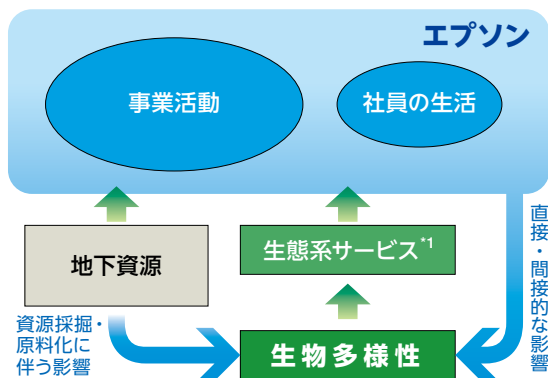 エプソン
事業活動
社員の生活
地下資源
生態系サービス*1
直接・間接的な影響
資源採掘・
原料化に
伴う影響
生物多様性